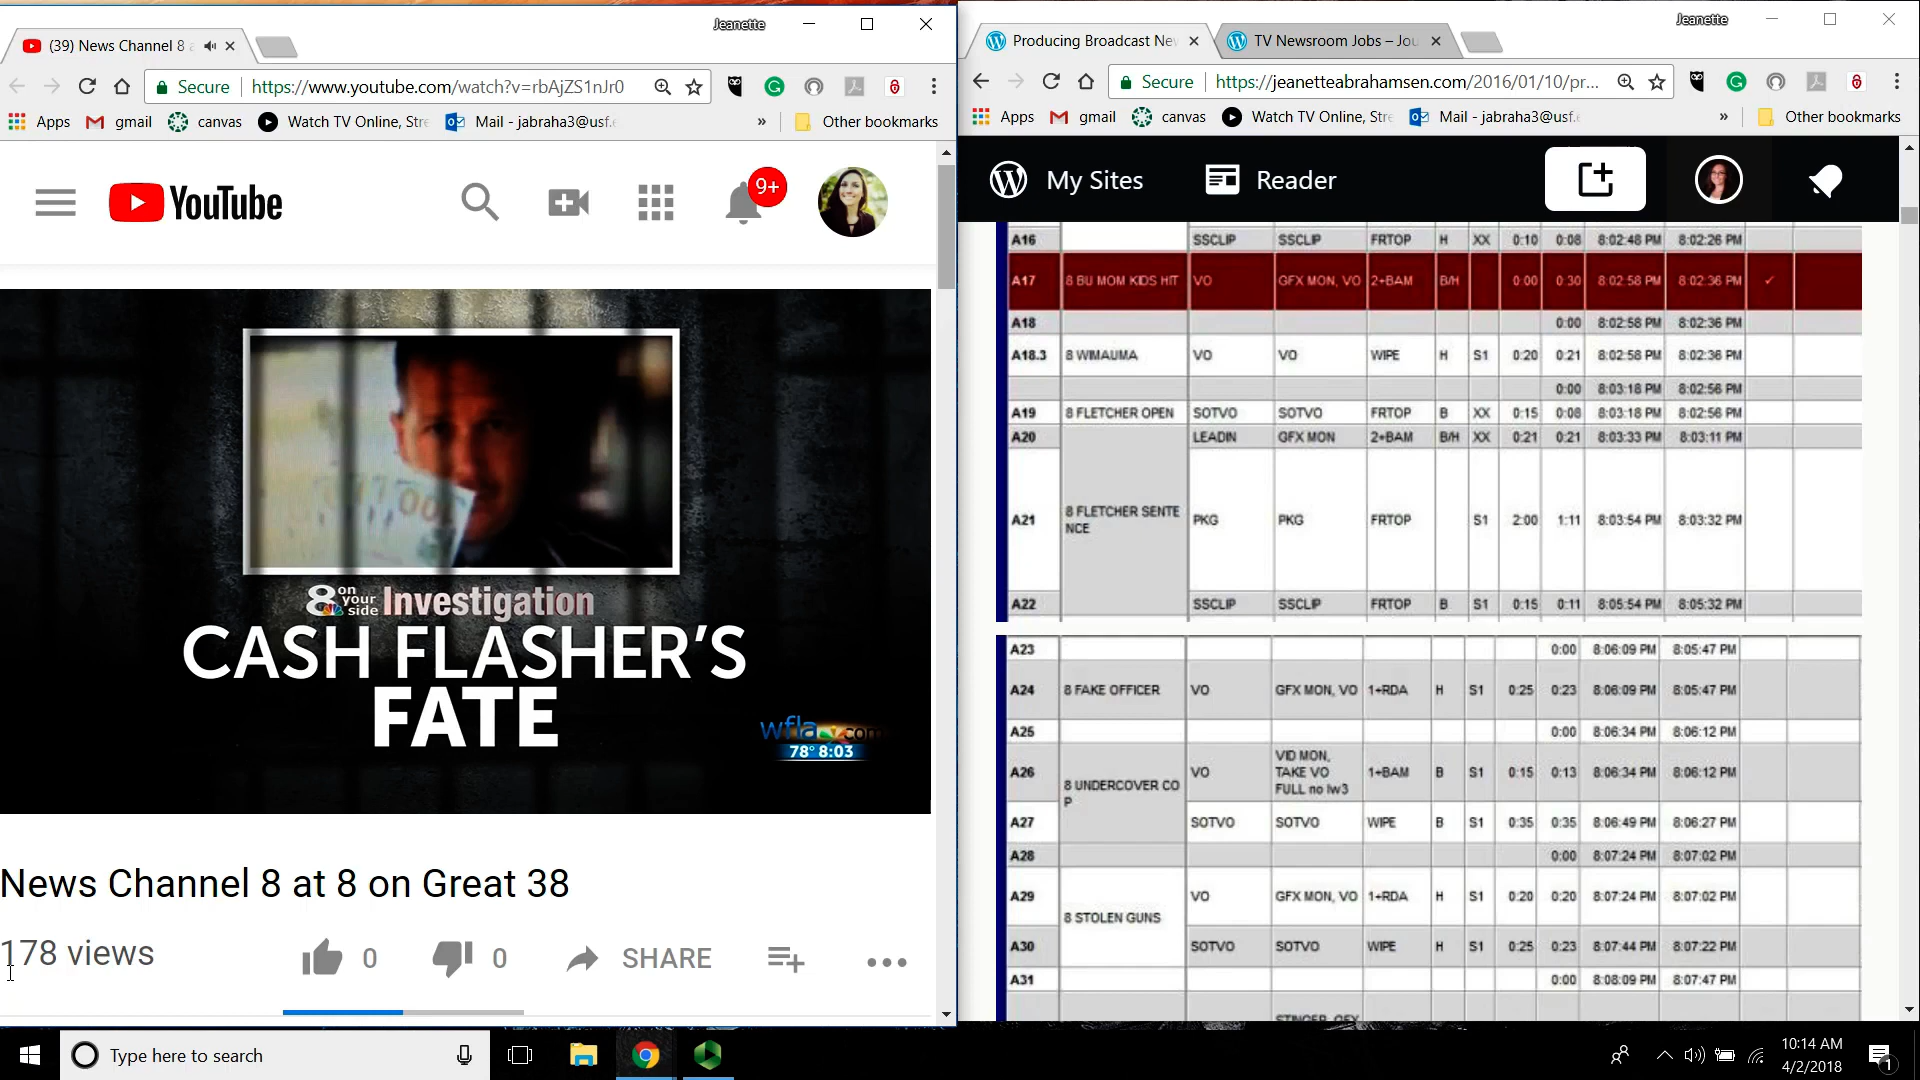 Jeanette
(39) News Channel 8 a
Secure https://www.youtube.com/watch?v=rbAjZS1nJr0
Apps gmail canvas Watch TV Online, Stre Mail - jabraha3@usf.e » Other bookmarks
YouTube 9+
8 on your side Investigation
CASH FLASHER'S
FATE
wfla.com
78° 8:03
News Channel 8 at 8 on Great 38
178 views 0 0 SHARE
Jeanette
Producing Broadcast Nev TV Newsroom Jobs – Jou
Secure https://jeanetteabrahamsen.com/2016/01/10/pr...
Apps gmail canvas Watch TV Online, Stre Mail - jabraha3@usf.e » Other bookmarks
My Sites Reader
A16 SSCLIP SSCLIP FRTOP H XX 0:10 0:08 8:02:48 PM 8:02:26 PM
A17 8 BU MOM KIDS HIT VO GFX MON, VO 2+BAM B/H 0:00 0:30 8:02:58 PM 8:02:36 PM ✓
A18 0:00 8:02:58 PM 8:02:36 PM
A18.3 8 WIMAUMA VO VO WIPE H S1 0:20 0:21 8:02:58 PM 8:02:36 PM
0:00 8:03:18 PM 8:02:56 PM
A19 8 FLETCHER OPEN SOTVO SOTVO FRTOP B XX 0:15 0:08 8:03:18 PM 8:02:56 PM
A20 LEADIN GFX MON 2+BAM B/H XX 0:21 0:21 8:03:33 PM 8:03:11 PM
A21 8 FLETCHER SENTE
NCE PKG PKG FRTOP S1 2:00 1:11 8:03:54 PM 8:03:32 PM
A22 SSCLIP SSCLIP FRTOP B S1 0:15 0:11 8:05:54 PM 8:05:32 PM
A23 0:00 8:06:09 PM 8:05:47 PM
A24 8 FAKE OFFICER VO GFX MON, VO 1+RDA H S1 0:25 0:23 8:06:09 PM 8:05:47 PM
A25 0:00 8:06:34 PM 8:06:12 PM
A26 8 UNDERCOVER CO
P VO VID MON,
TAKE VO
FULL no lw3 1+BAM B S1 0:15 0:13 8:06:34 PM 8:06:12 PM
A27 SOTVO SOTVO WIPE B S1 0:35 0:35 8:06:49 PM 8:06:27 PM
A28 0:00 8:07:24 PM 8:07:02 PM
A29 8 STOLEN GUNS VO GFX MON, VO 1+RDA H S1 0:20 0:20 8:07:24 PM 8:07:02 PM
A30 SOTVO SOTVO WIPE H S1 0:25 0:23 8:07:44 PM 8:07:22 PM
A31 0:00 8:08:09 PM 8:07:47 PM
Type here to search
10:14 AM
4/2/2018
1